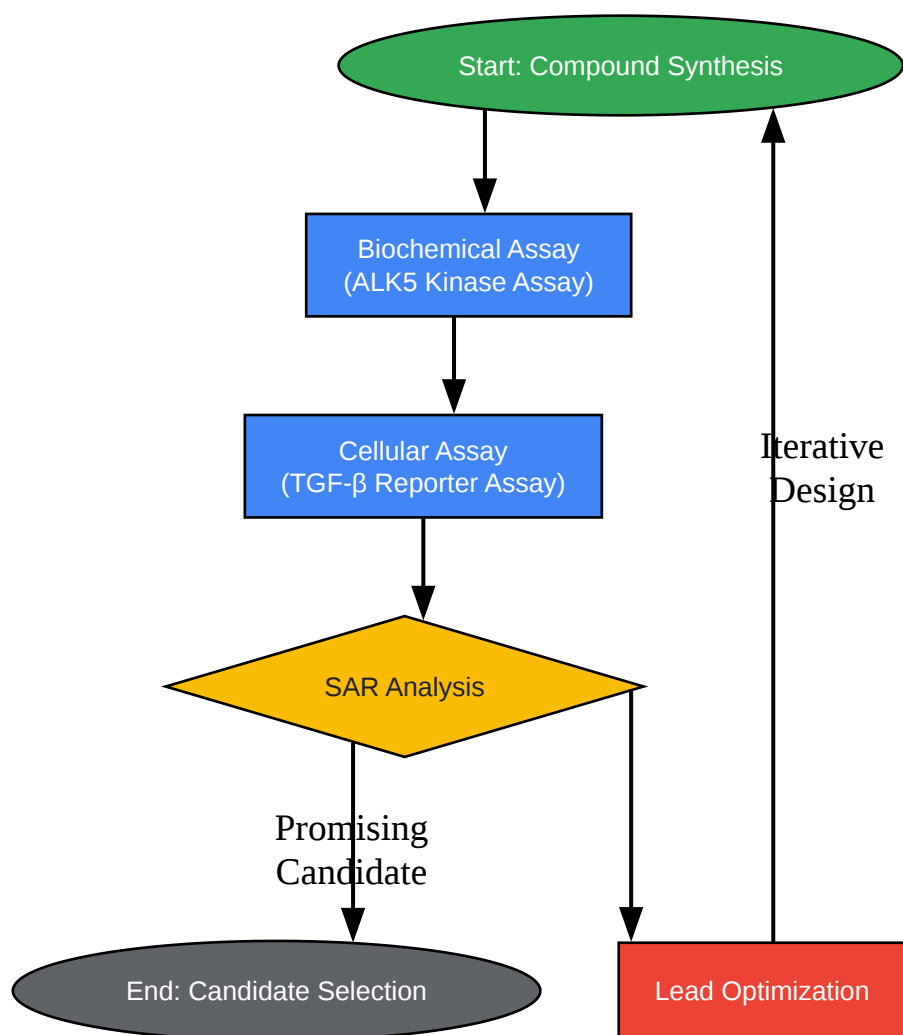 Start: Compound Synthesis
Biochemical Assay
(ALK5 Kinase Assay)
Cellular Assay
(TGF-β Reporter Assay)
Iterative
Design
SAR Analysis
Promising
Candidate
End: Candidate Selection
Lead Optimization